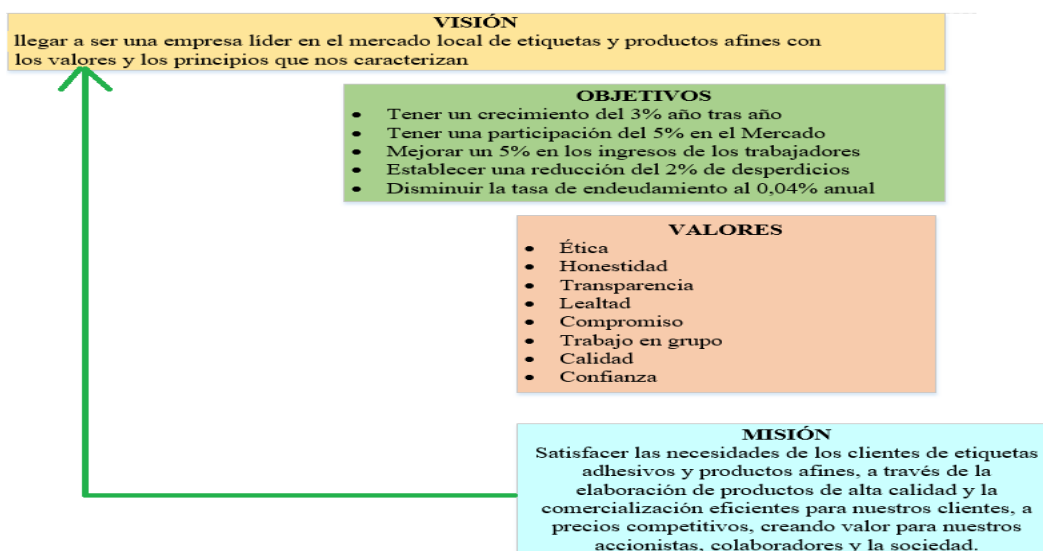 VISIÓN
llegar a ser una empresa líder en el mercado local de etiquetas y productos afines con
los valores y los principios que nos caracterizan
OBJETIVOS
• Tener un crecimiento del 3% año tras año
• Tener una participación del 5% en el Mercado
• Mejorar un 5% en los ingresos de los trabajadores
• Establecer una reducción del 2% de desperdicios
• Disminuir la tasa de endeudamiento al 0,04% anual
VALORES
• Ética
• Honestidad
• Transparencia
• Lealtad
• Compromiso
• Trabajo en grupo
• Calidad
• Confianza
MISIÓN
Satisfacer las necesidades de los clientes de etiquetas
adhesivos y productos afines, a través de la
elaboración de productos de alta calidad y la
comercialización eficientes para nuestros clientes, a
precios competitivos, creando valor para nuestros
accionistas, colaboradores y la sociedad.